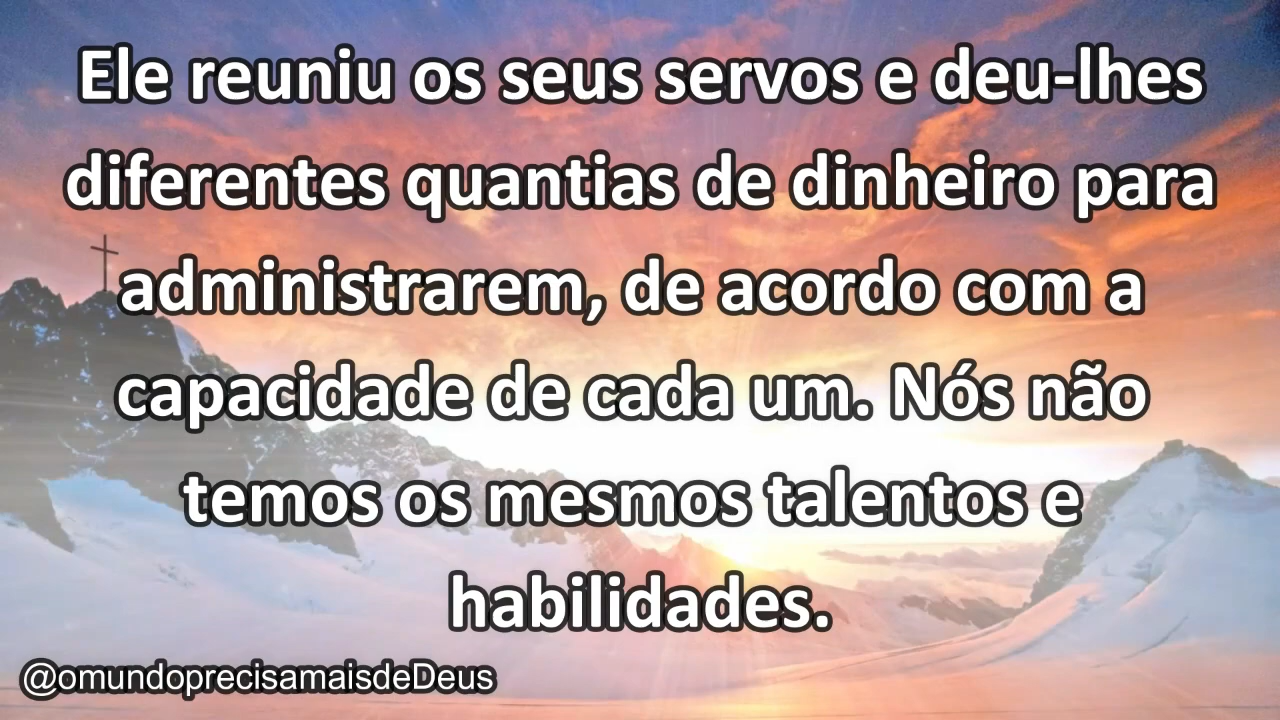 Ele reuniu os seus servos e deu-lhes
diferentes quantias de dinheiro para
administrarem, de acordo com a
capacidade de cada um. Nós não
temos os mesmos talentos e
habilidades.
@omundoprecisamaisdeDeus